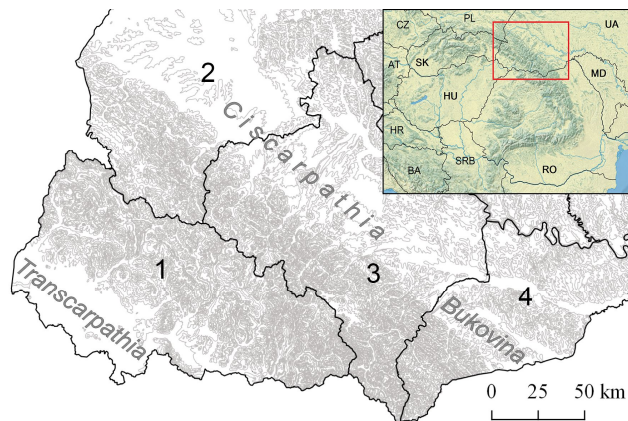 PL
UA
CZ
SK
MD
AT
HU
HR
SRB
RO
BA
2
Ciscarpathia
1
3
4
Transcarpathia
Bukovina
0 25 50 km